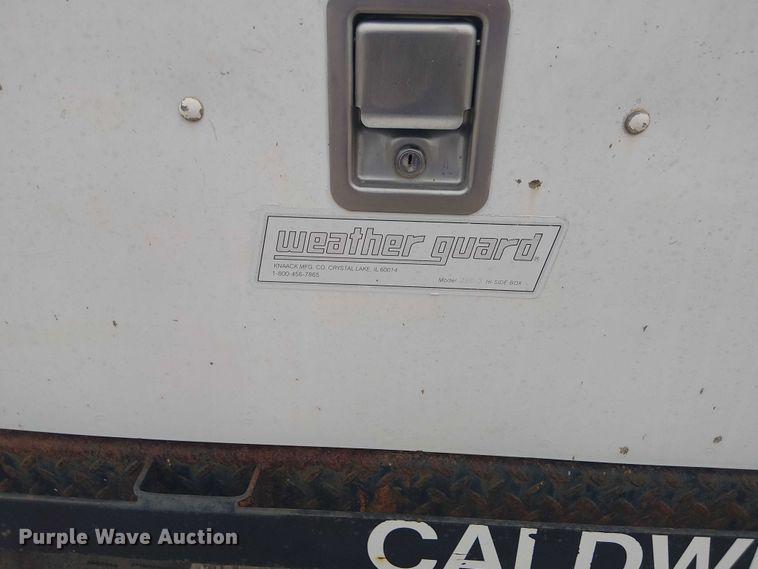 weather guard®
KNAACK MFG. CO. CRYSTAL LAKE, IL 60014
1-800-456-7865
Model HI-SIDE BOX
CALDW
Purple Wave Auction